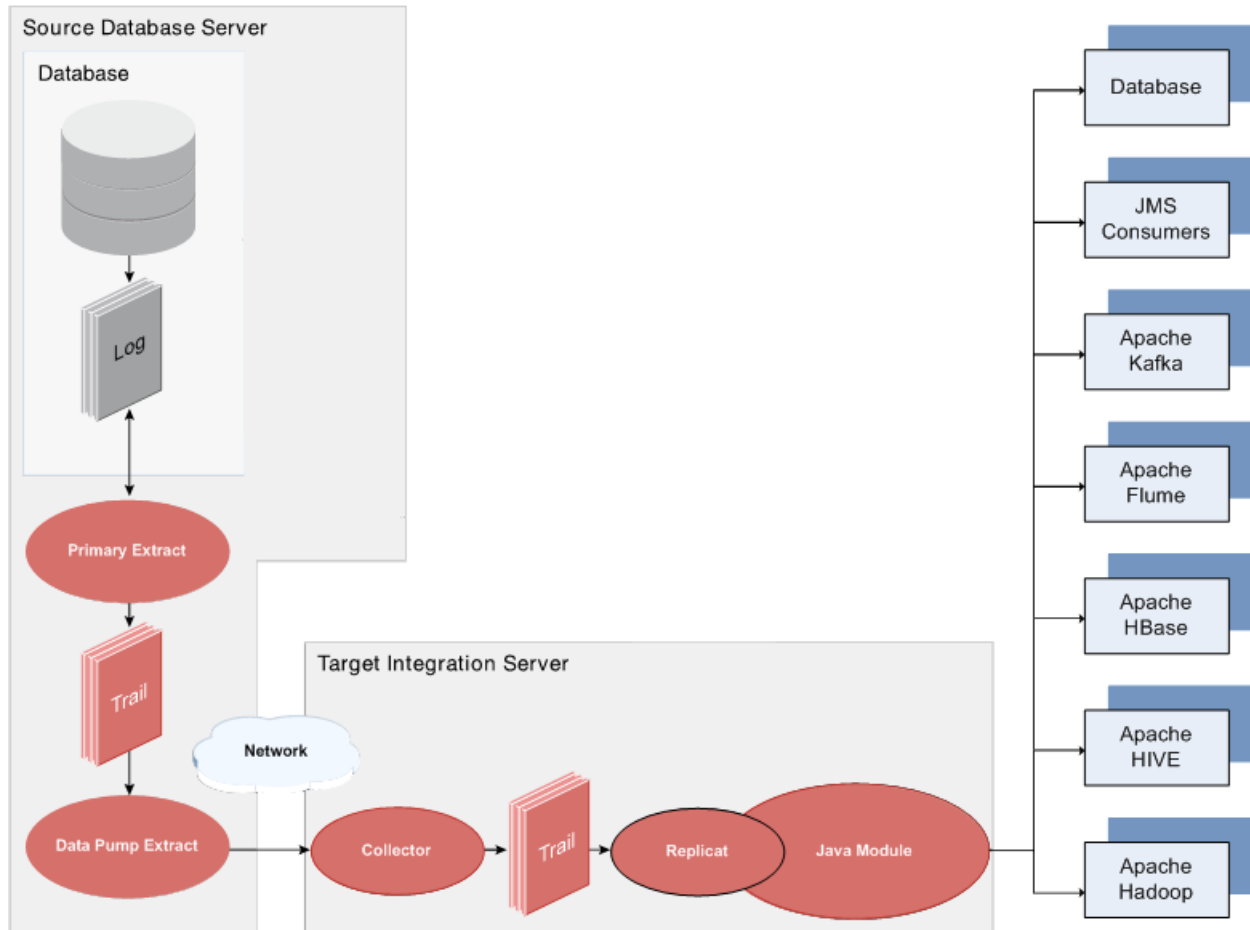 Source Database Server
Database
Log
Primary Extract
Trail
Data Pump Extract
Network
Target Integration Server
Collector
Trail
Replicat
Java Module
Database
JMS
Consumers
Apache
Kafka
Apache
Flume
Apache
HBase
Apache
HIVE
Apache
Hadoop